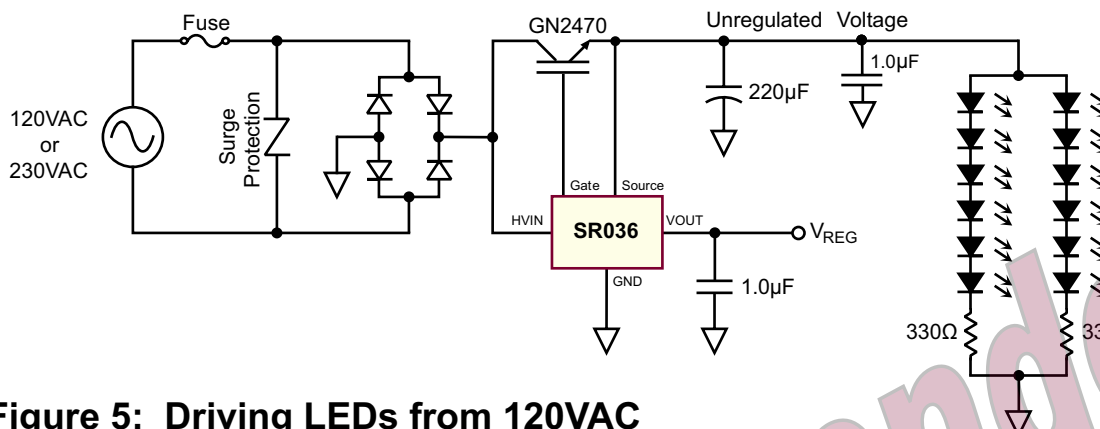 Fuse
GN2470
Unregulated Voltage
1.0µF
220µF
120VAC
or
230VAC
Surge
Protection
Gate
Source
HVIN
SR036
VOUT
VREG
GND
1.0µF
330Ω
Figure 5: Driving LEDs from 120VAC